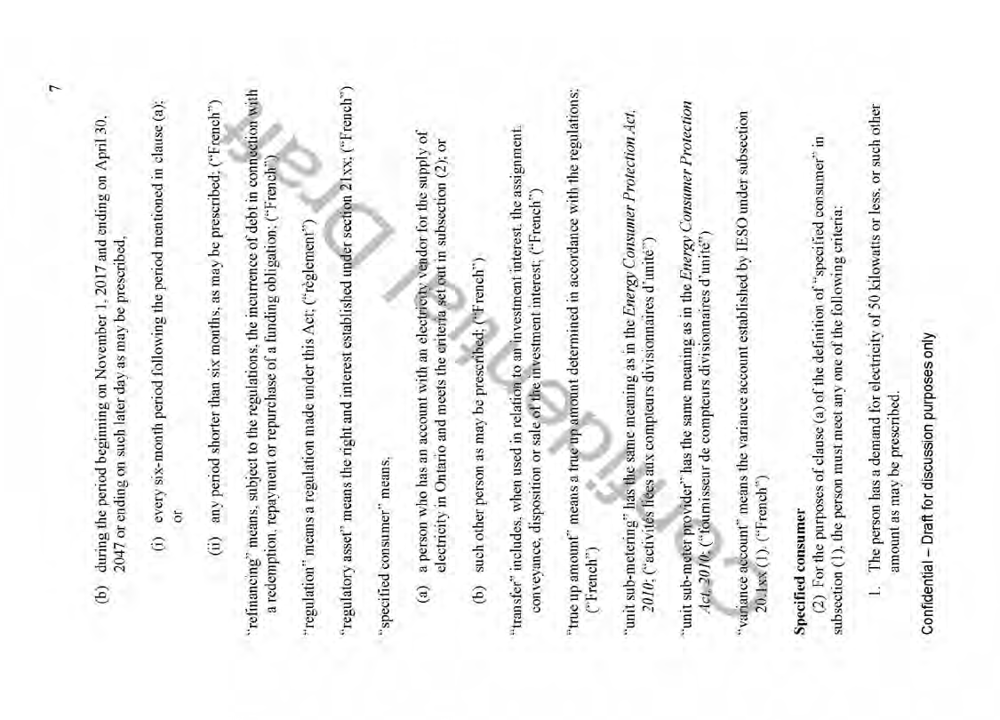 7
(b) during the period beginning on November 1, 2017 and ending on April 30,
2047 or ending on such later day as may be prescribed,
(i) every six-month period following the period mentioned in clause (a);
or
(ii) any period shorter than six months, as may be prescribed; (“French”)
“refinancing” means, subject to the regulations, the incurrence of debt in connection with
a redemption, repayment or repurchase of a funding obligation; (“French”)
“regulation” means a regulation made under this Act; (“règlement”)
“regulatory asset” means the right and interest established under section 21xx; (“French”)
“specified consumer” means,
(a) a person who has an account with an electricity vendor for the supply of
electricity in Ontario and meets the criteria set out in subsection (2); or
(b) such other person as may be prescribed; (“French”)
“transfer” includes, when used in relation to an investment interest, the assignment,
conveyance, disposition or sale of the investment interest; (“French”)
“true up amount” means a true up amount determined in accordance with the regulations;
(“French”)
“unit sub-metering” has the same meaning as in the Energy Consumer Protection Act,
2010; (“activités liées aux compteurs divisionnaires d’unité”)
“unit sub-meter provider” has the same meaning as in the Energy Consumer Protection
Act, 2010; (“fournisseur de compteurs divisionnaires d’unité”)
“variance account” means the variance account established by IESO under subsection
20.1xx (1). (“French”)
Specified consumer
(2) For the purposes of clause (a) of the definition of “specified consumer” in
subsection (1), the person must meet any one of the following criteria:
1. The person has a demand for electricity of 50 kilowatts or less, or such other
amount as may be prescribed.
Confidential – Draft for discussion purposes only
Confidential Draft